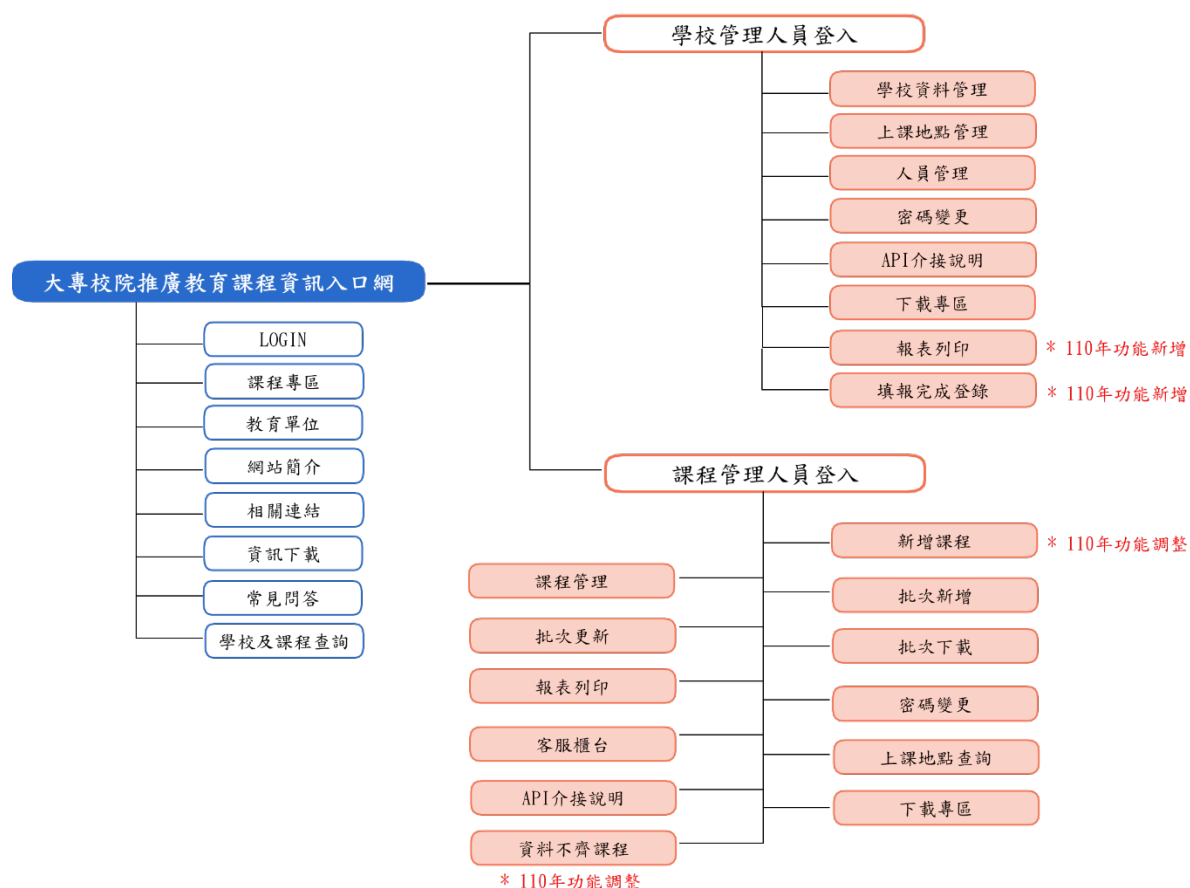 大專校院推廣教育課程資訊入口網
LOGIN
課程專區
教育單位
網站簡介
相關連結
資訊下載
常見問答
學校及課程查詢
學校管理人員登入
學校資料管理
上課地點管理
人員管理
密碼變更
API介接說明
下載專區
報表列印
* 110年功能新增
填報完成登錄
* 110年功能新增
課程管理人員登入
新增課程
* 110年功能調整
課程管理
批次新增
批次更新
批次下載
報表列印
密碼變更
客服櫃台
上課地點查詢
API介接說明
下載專區
資料不齊課程
* 110年功能調整